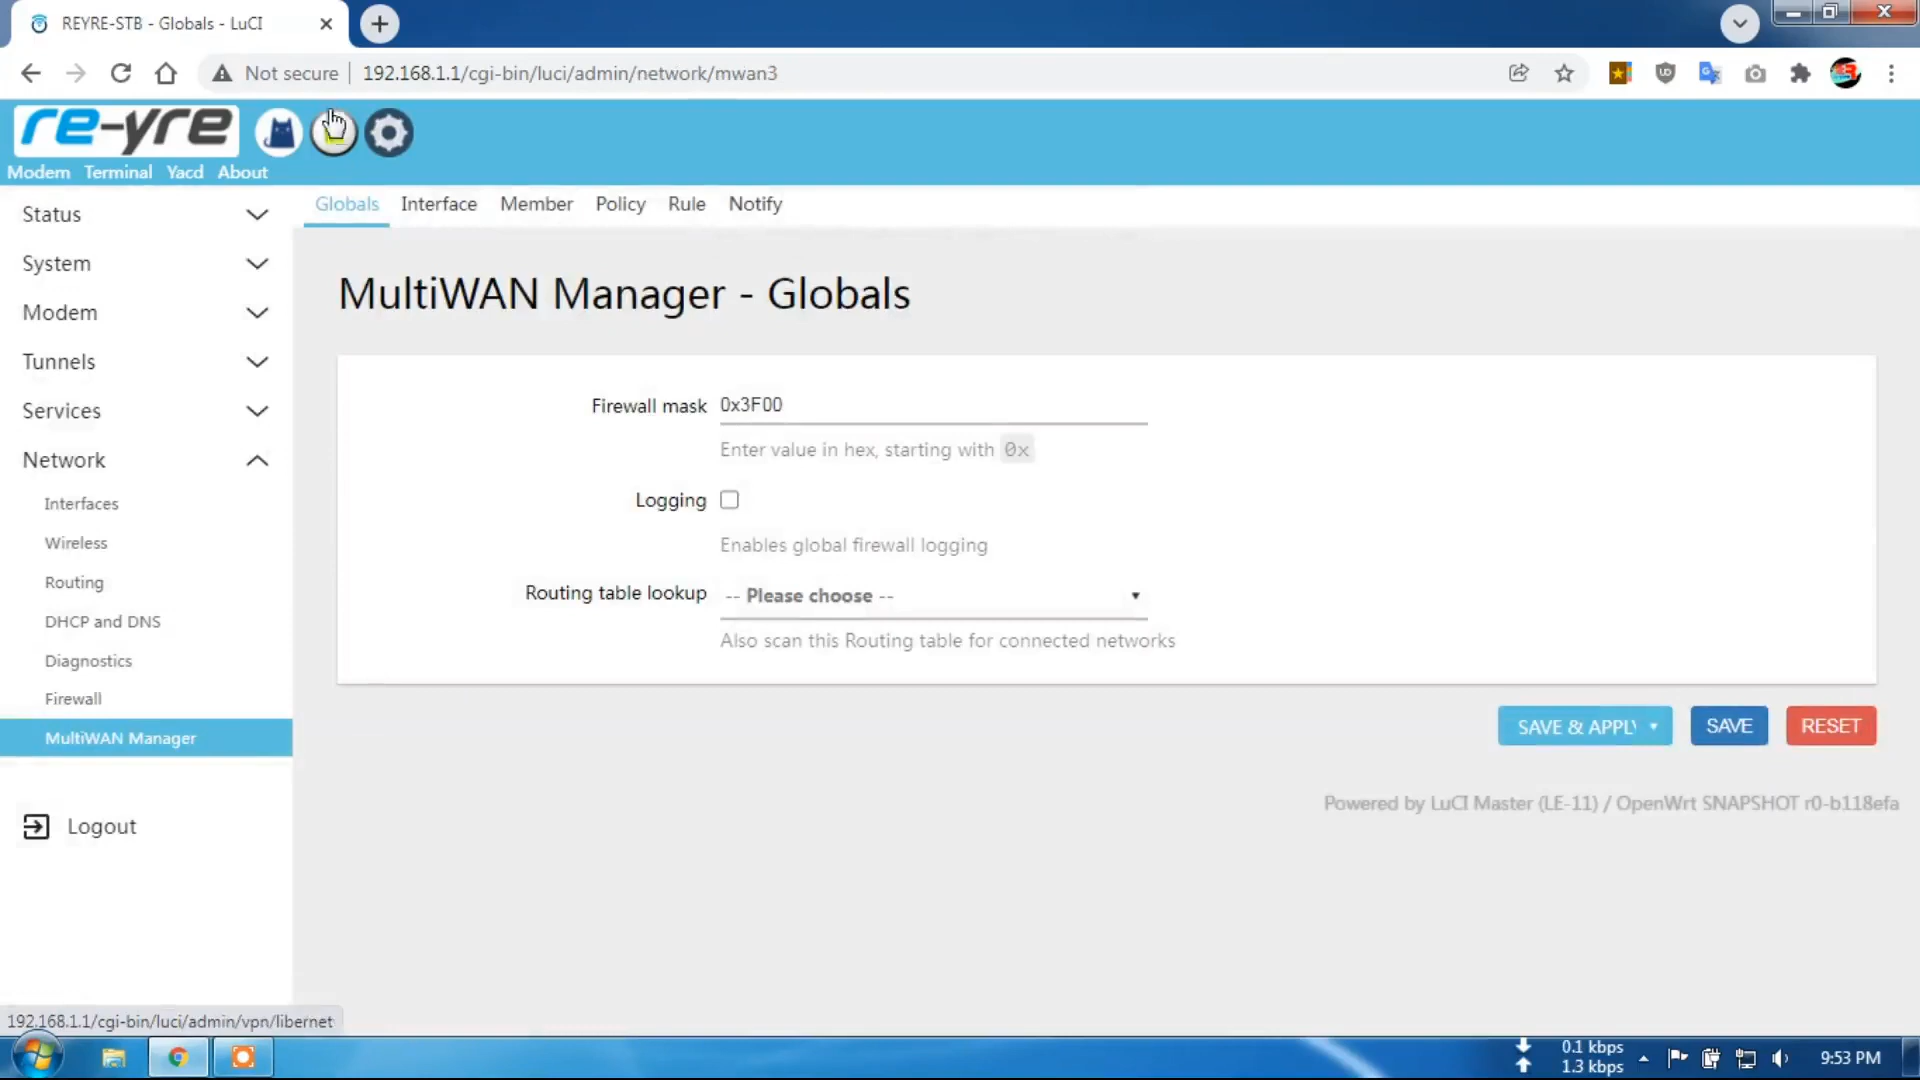 REYRE-STB - Globals - LuCI
Not secure | 192.168.1.1/cgi-bin/luci/admin/network/mwan3
re-yre
Modem Terminal Yacd About
Status
System
Modem
Tunnels
Services
Network
Interfaces
Wireless
Routing
DHCP and DNS
Diagnostics
Firewall
MultiWAN Manager
Logout
Globals Interface Member Policy Rule Notify
MultiWAN Manager - Globals
Firewall mask 0x3F00
Enter value in hex, starting with 0x
Logging
Enables global firewall logging
Routing table lookup -- Please choose --
Also scan this Routing table for connected networks
SAVE & APPLY SAVE RESET
Powered by LuCI Master (LE-11) / OpenWrt SNAPSHOT r0-b118efa
192.168.1.1/cgi-bin/luci/admin/vpn/libernet
0.1 kbps
1.3 kbps
9:53 PM